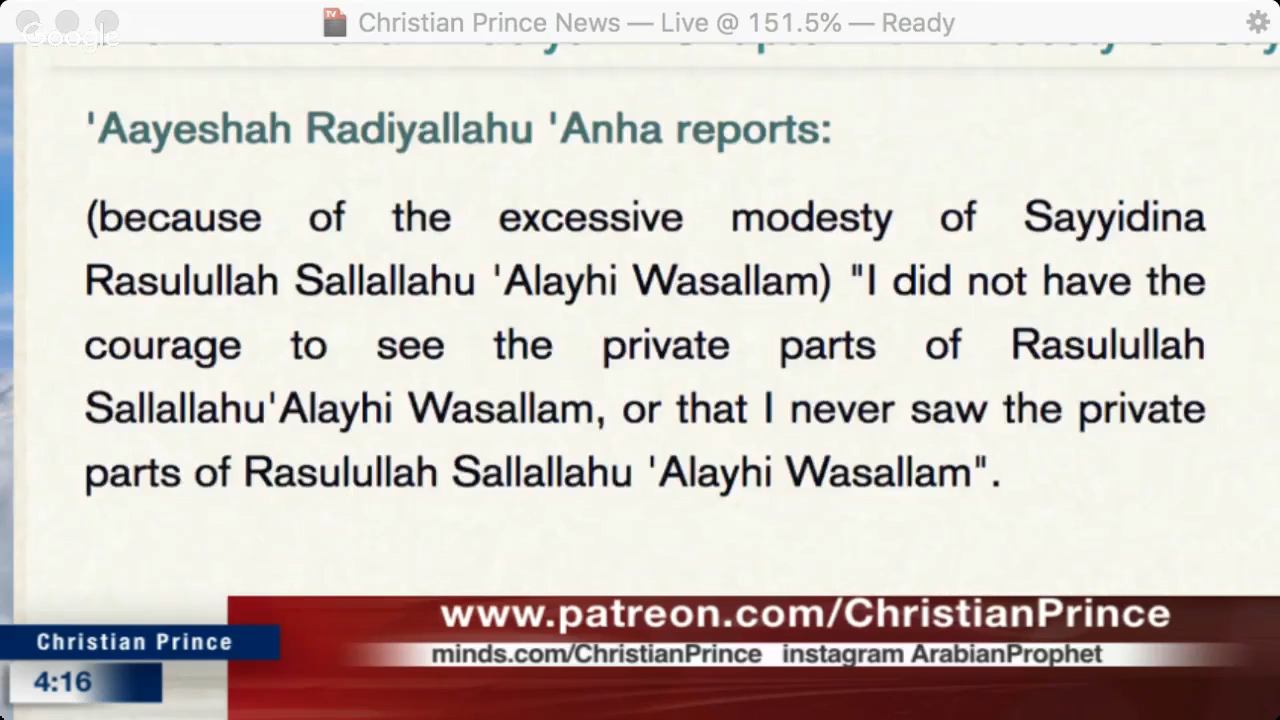 Christian Prince News — Live @ 151.5% — Ready
Google
'Aayeshah Radiyallahu 'Anha reports:
(because of the excessive modesty of Sayyidina
Rasulullah Sallallahu 'Alayhi Wasallam) "I did not have the
courage to see the private parts of Rasulullah
Sallallahu'Alayhi Wasallam, or that I never saw the private
parts of Rasulullah Sallallahu 'Alayhi Wasallam".
www.patreon.com/ChristianPrince
Christian Prince
minds.com/ChristianPrince instagram ArabianProphet
4:16